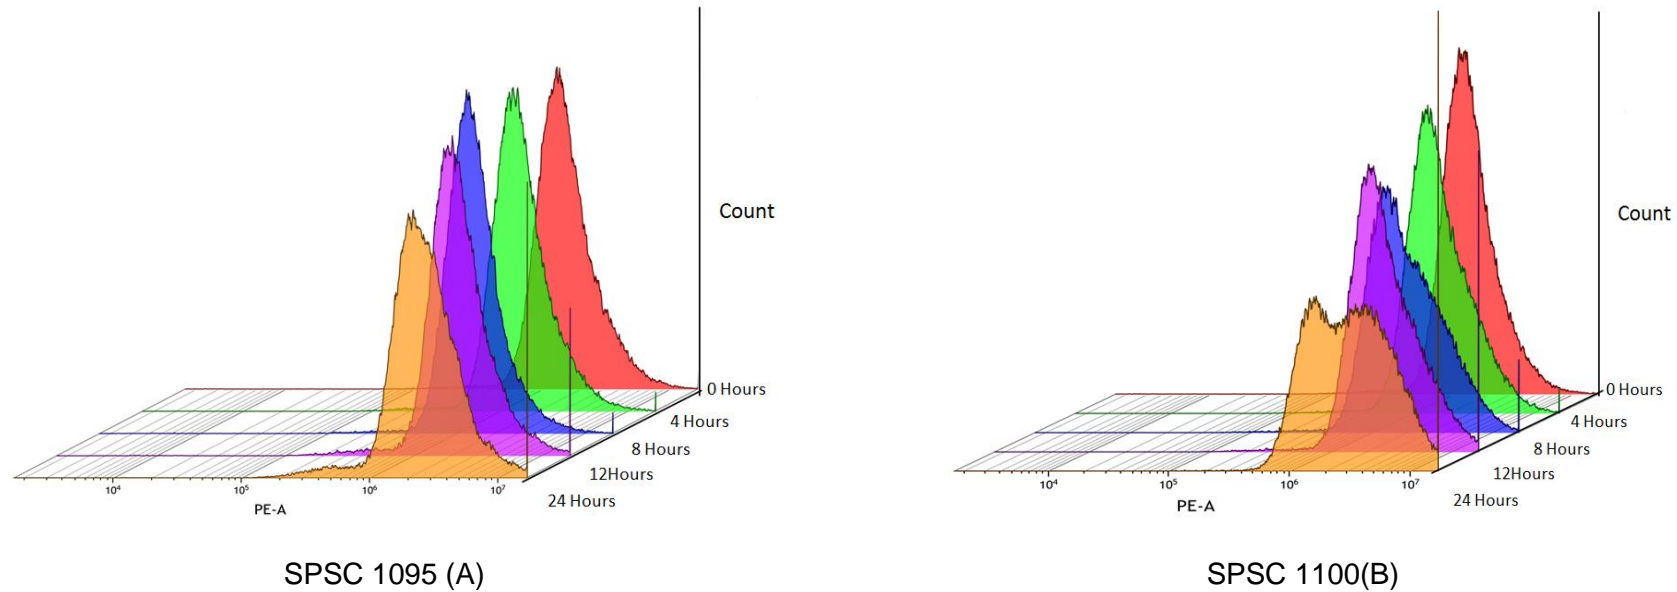 Count
0 Hours
4 Hours
8 Hours
12Hours
24 Hours
10⁴ 10⁵ 10⁶ 10⁷
PE-A
SPSC 1095 (A)
Count
0 Hours
4 Hours
8 Hours
12Hours
24 Hours
10⁴ 10⁵ 10⁶ 10⁷
PE-A
SPSC 1100(B)